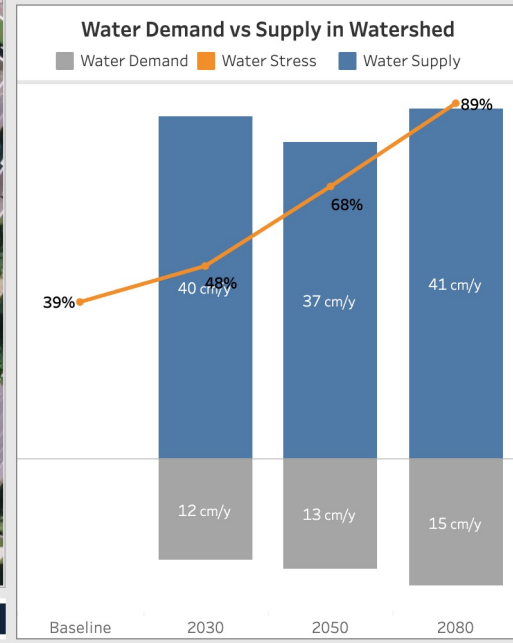 Water Demand vs Supply in Watershed
Water Demand Water Stress Water Supply
89%
68%
48%
40 cm/y
41 cm/y
39%
37 cm/y
12 cm/y
13 cm/y
15 cm/y
Baseline 2030 2050 2080